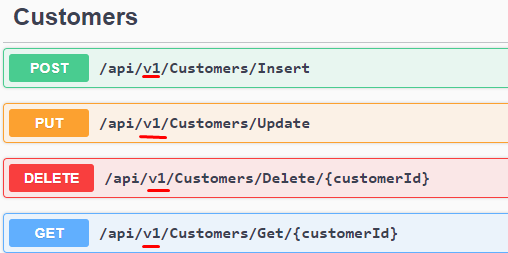 Customers
POST /api/v1/Customers/Insert
PUT /api/v1/Customers/Update
DELETE /api/v1/Customers/Delete/{customerId}
GET /api/v1/Customers/Get/{customerId}